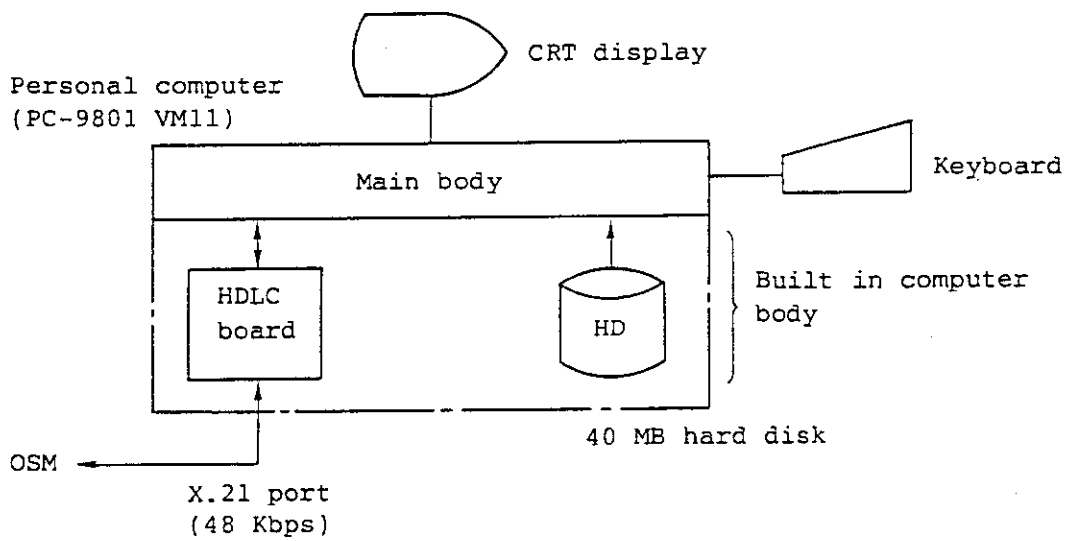 CRT display
Personal computer
(PC-9801 VM11)
Main body
Keyboard
HDLC
board
HD
Built in computer
body
40 MB hard disk
OSM
X.21 port
(48 Kbps)